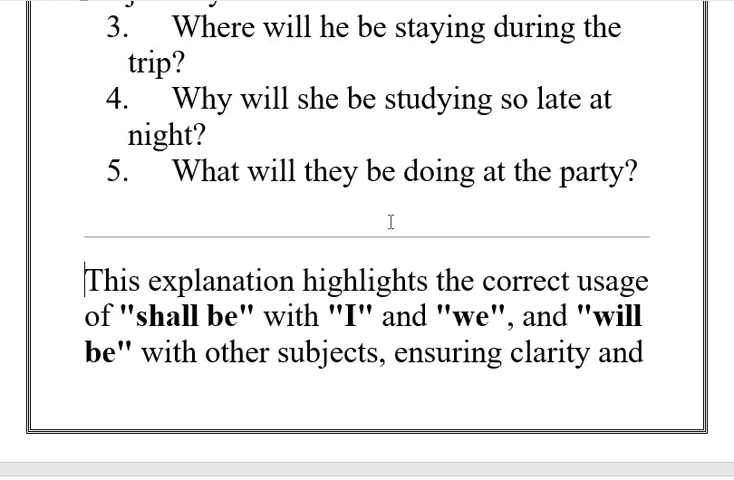 3. Where will he be staying during the
trip?
4. Why will she be studying so late at
night?
5. What will they be doing at the party?
This explanation highlights the correct usage
of "shall be" with "I" and "we", and "will
be" with other subjects, ensuring clarity and